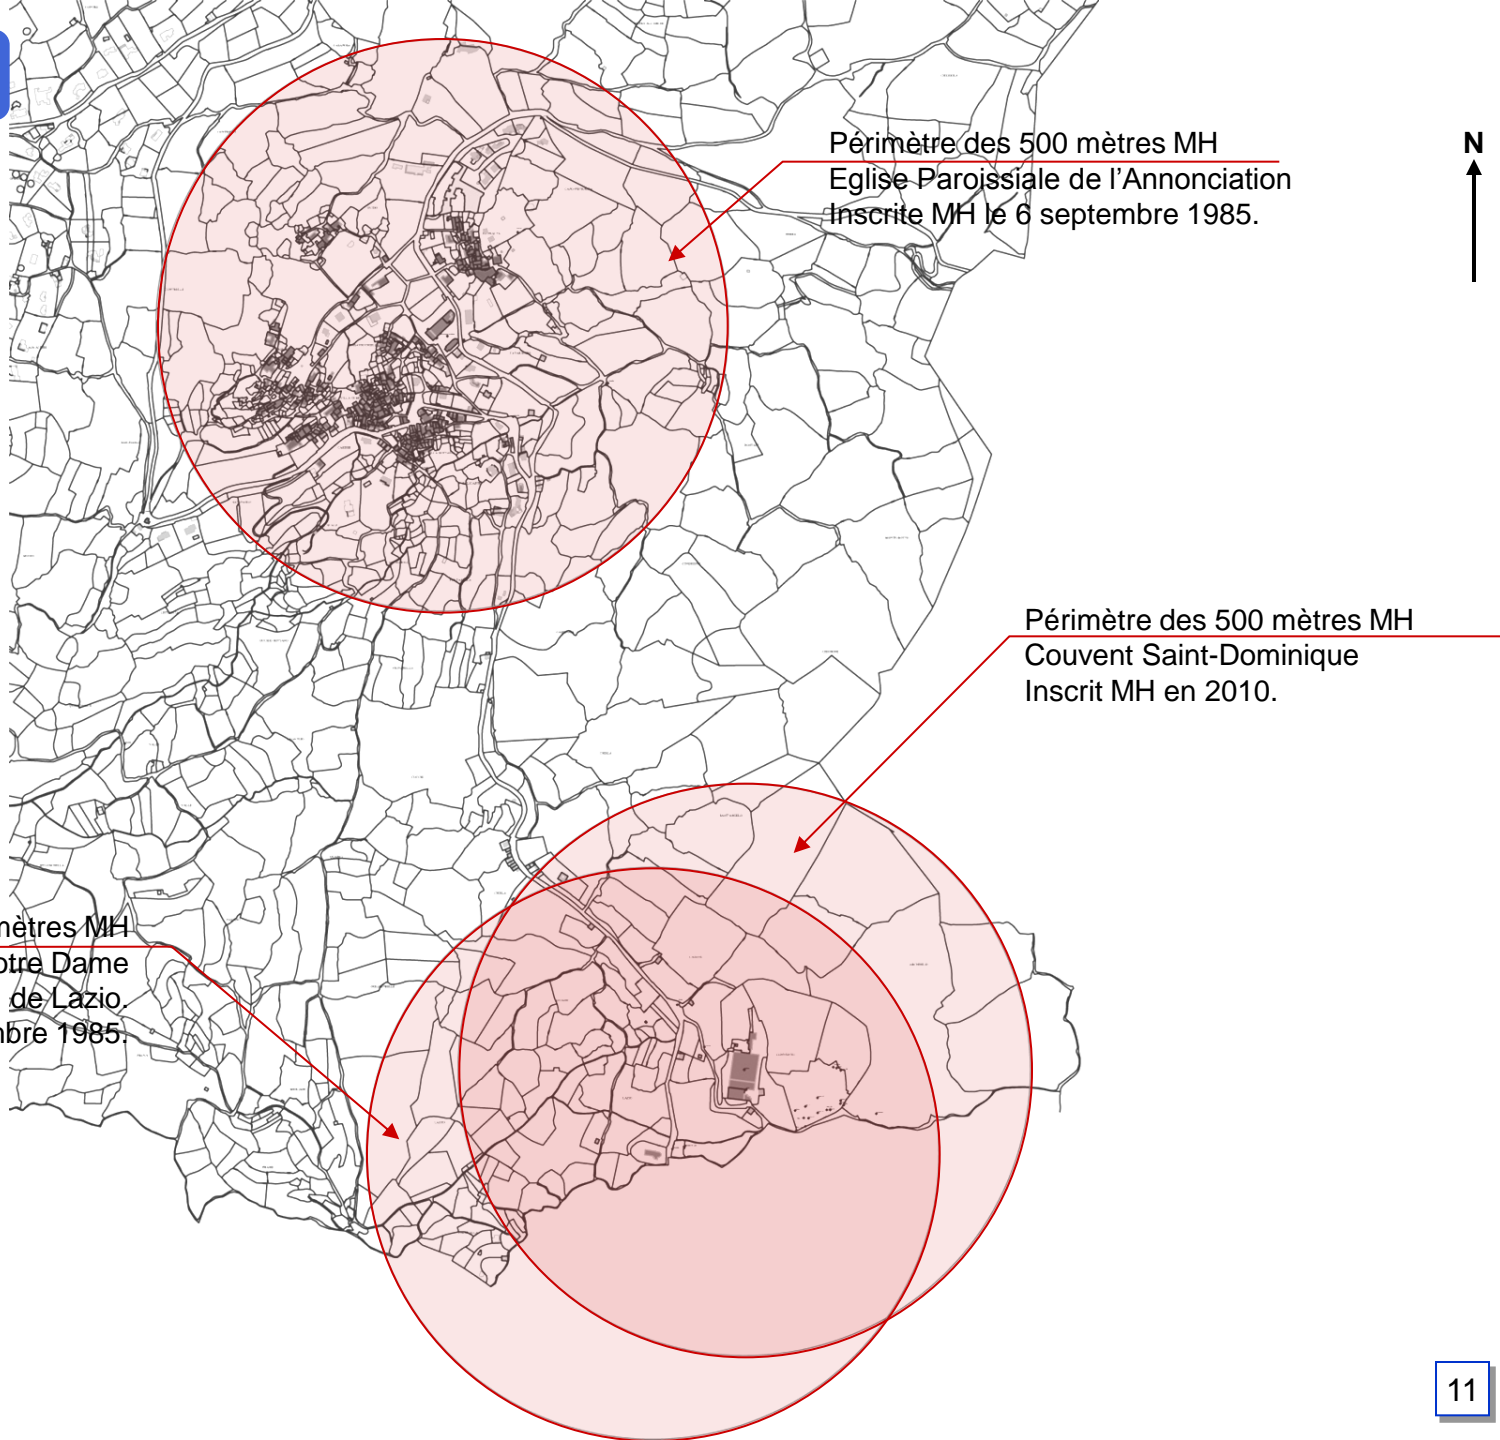 Périmètre des 500 mètres MH
Eglise Paroissiale de l’Annonciation
Inscrite MH le 6 septembre 1985.
N
Périmètre des 500 mètres MH
Couvent Saint-Dominique
Inscrit MH en 2010.
mètres MH
otre Dame
de Lazio.
bre 1985.
11